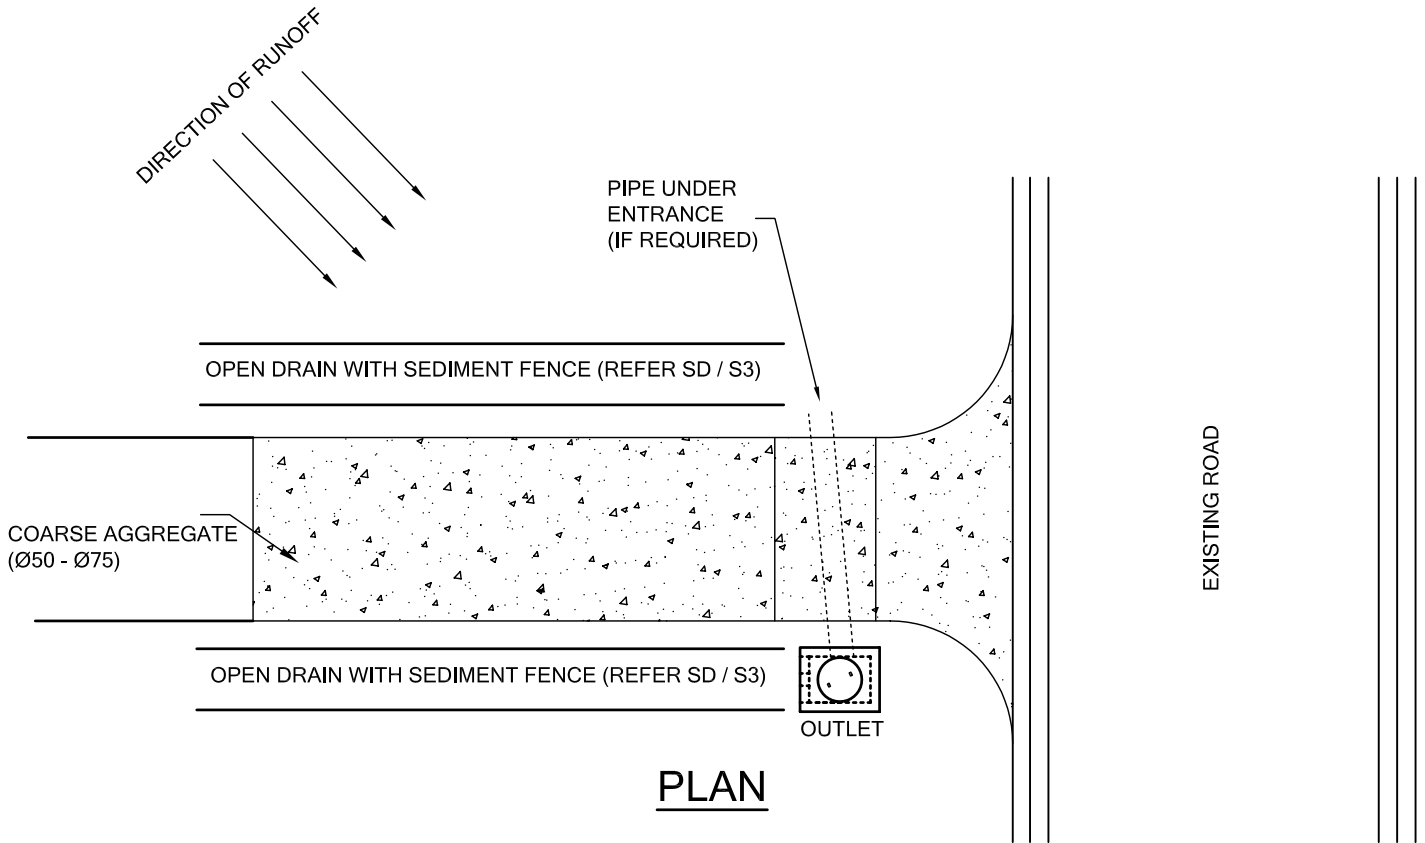 DIRECTION OF RUNOFF
PIPE UNDER
ENTRANCE
(IF REQUIRED)
OPEN DRAIN WITH SEDIMENT FENCE (REFER SD / S3)
COARSE AGGREGATE
(Ø50 - Ø75)
EXISTING ROAD
OPEN DRAIN WITH SEDIMENT FENCE (REFER SD / S3)
OUTLET
PLAN